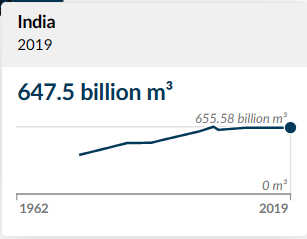 India
2019
647.5 billion m³
655.58 billion m³
0 m³
1962 2019